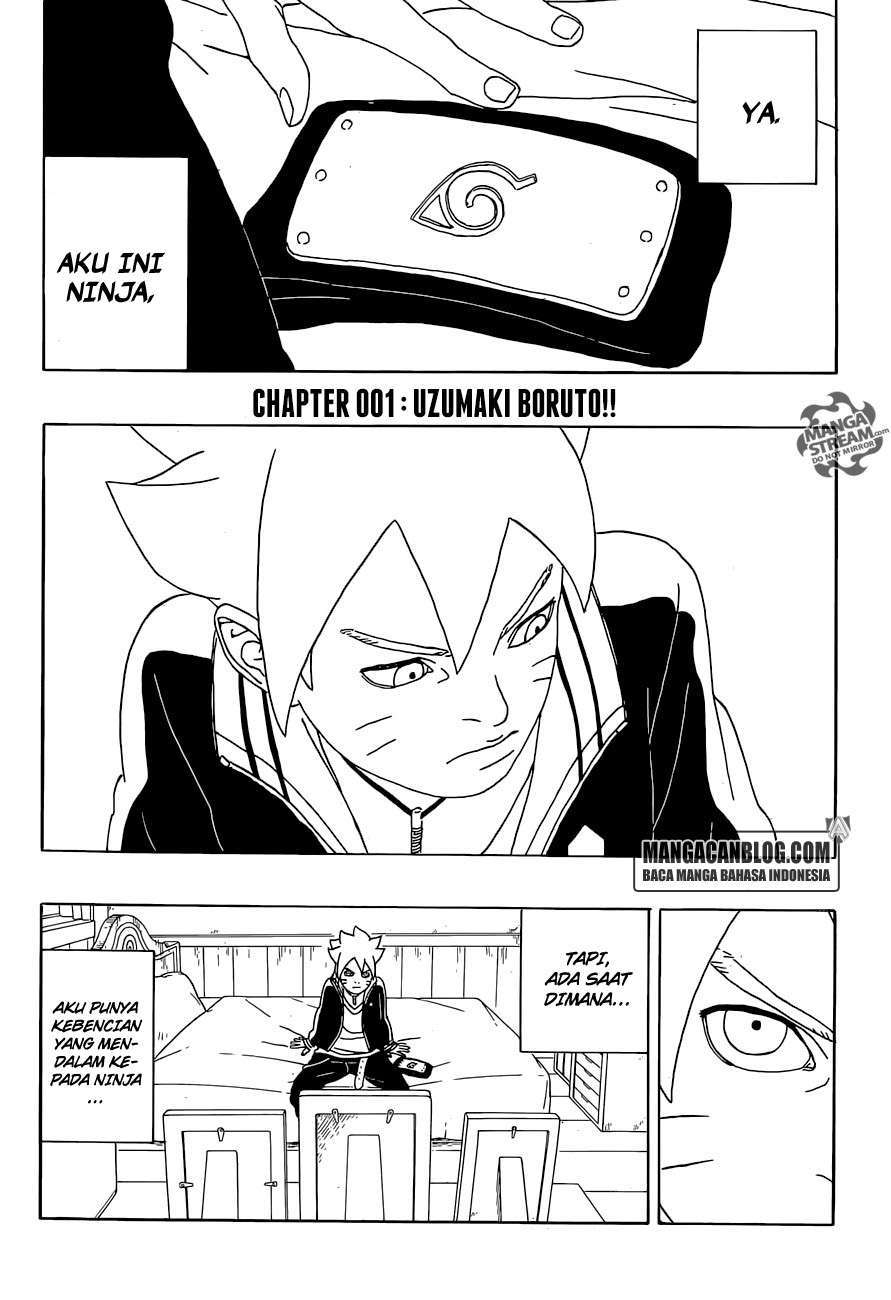 YA.
AKU INI
NINJA,
CHAPTER 001 : UZUMAKI BORUTO!!
MANGA
STREAM.com
DO NOT MIRROR
MANGACANBLOG.COM
BACA MANGA BAHASA INDONESIA
TAPI,
ADA SAAT
DIMANA...
AKU PUNYA
KEBENCIAN
YANG MEN-
DALAM KE-
PADA NINJA
...